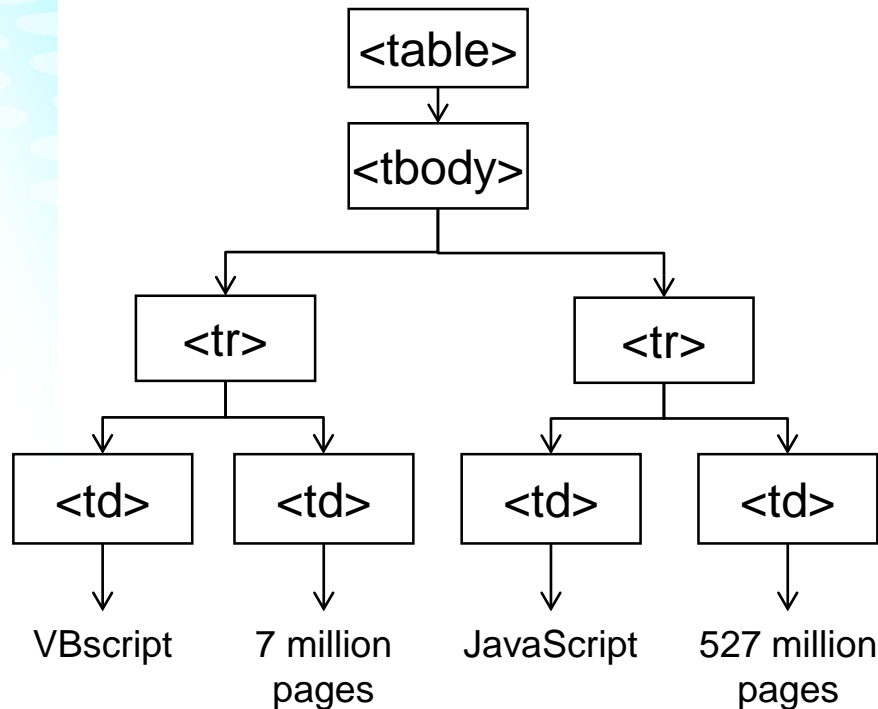 <table>
<tbody>
<tr>
<tr>
<td>
<td>
<td>
<td>
VBscript
7 million
pages
JavaScript
527 million
pages